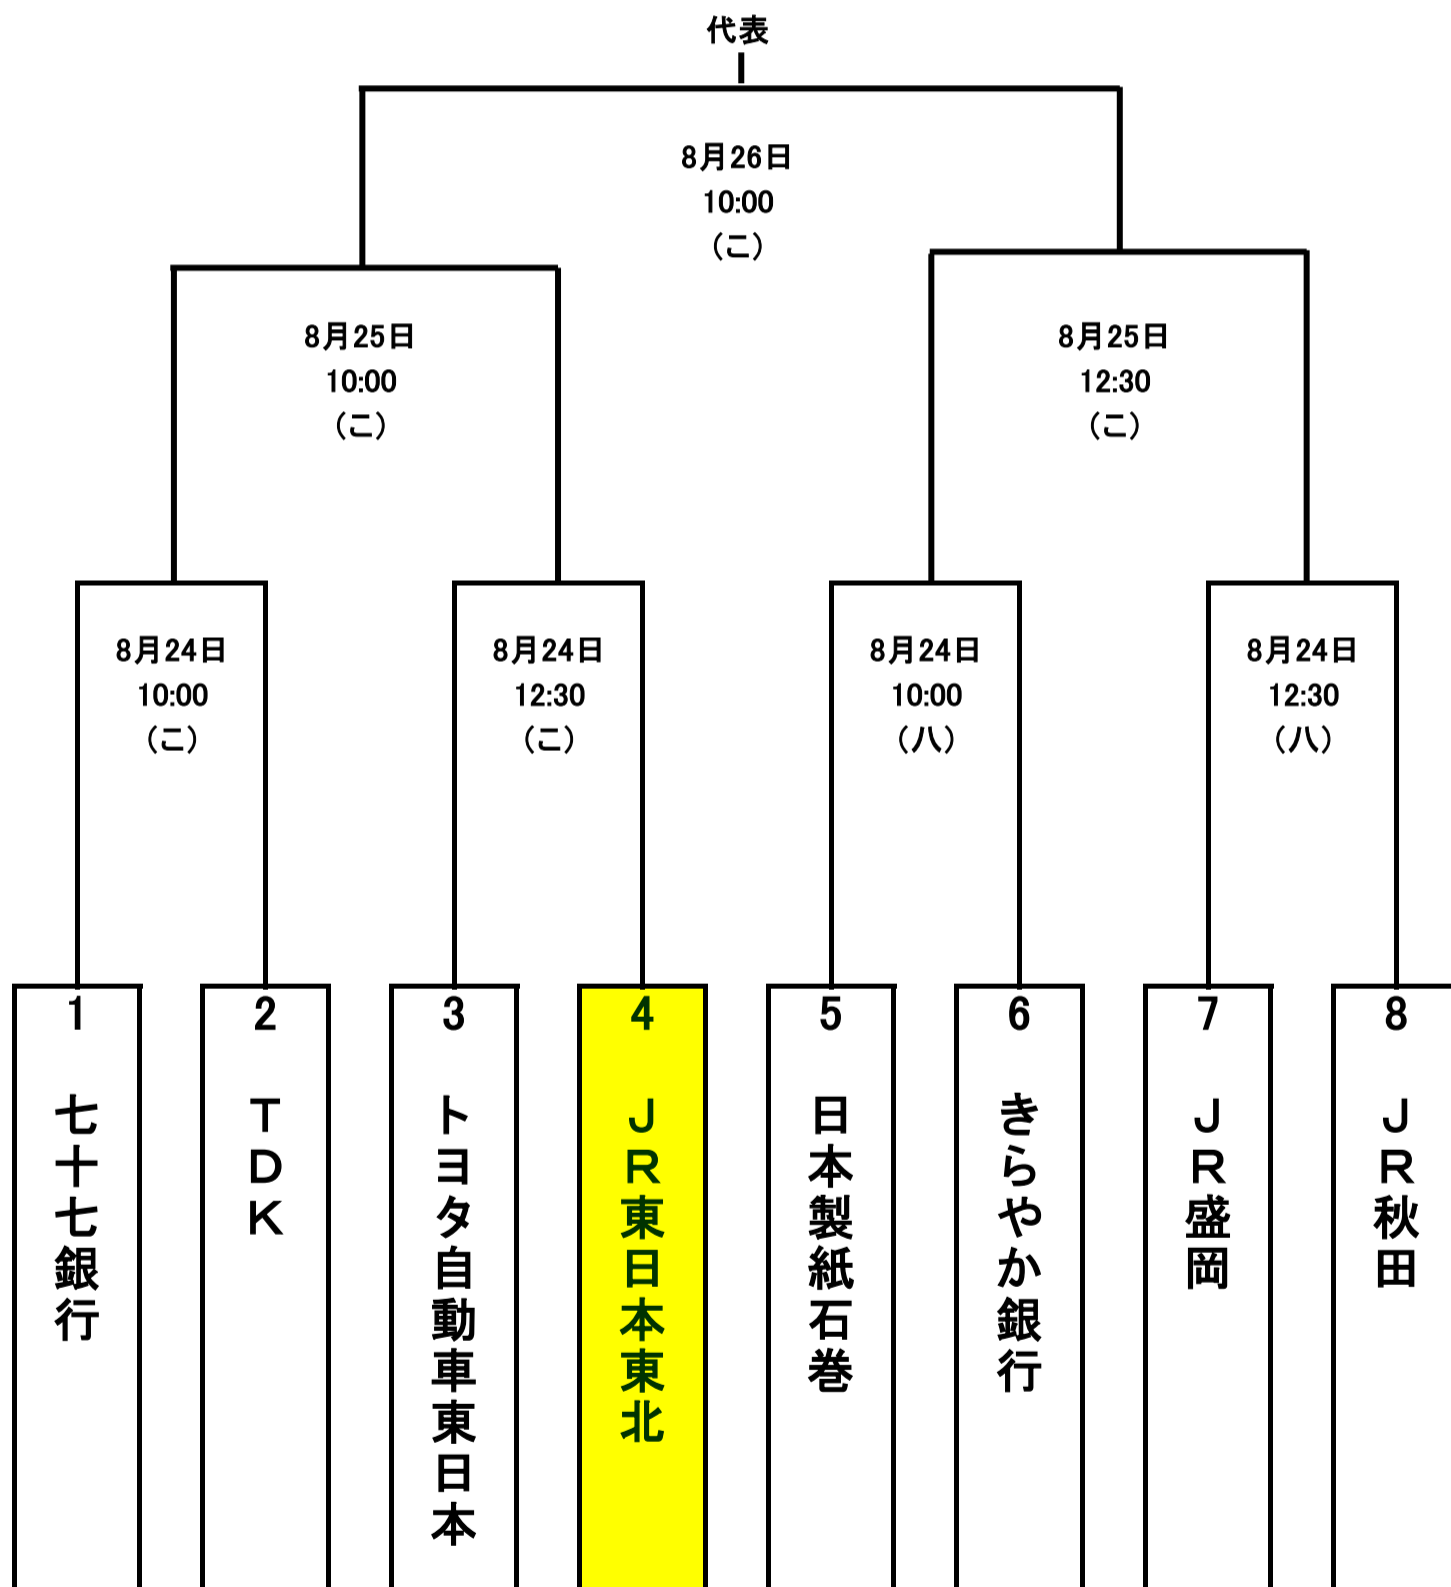 代表
8月26日
10:00
（こ）
8月25日
10:00
（こ）
8月25日
12:30
（こ）
8月24日
10:00
（こ）
8月24日
12:30
（こ）
8月24日
10:00
（八）
8月24日
12:30
（八）
1
七十七銀行
2
ＴＤＫ
3
トヨタ自動車東日本
4
ＪＲ東日本東北
5
日本製紙石巻
6
きらやか銀行
7
ＪＲ盛岡
8
ＪＲ秋田